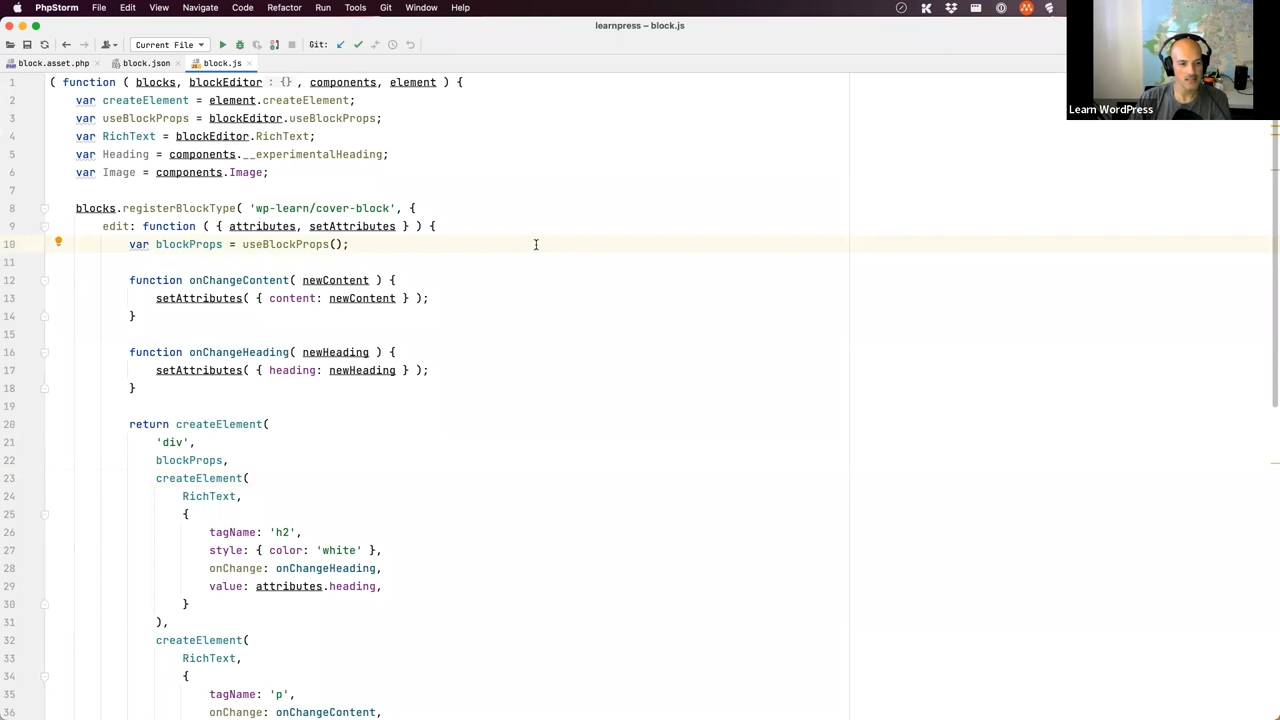 PhpStorm File Edit View Navigate Code Refactor Run Tools Git Window Help
learnpress – block.js
Current File Git:
block.asset.php block.json block.js
1 ( function ( blocks, blockEditor : {} , components, element ) {
2 var createElement = element.createElement;
3 var useBlockProps = blockEditor.useBlockProps;
4 var RichText = blockEditor.RichText;
5 var Heading = components.__experimentalHeading;
6 var Image = components.Image;
7
8 blocks.registerBlockType( 'wp-learn/cover-block', {
9 edit: function ( { attributes, setAttributes } ) {
10 var blockProps = useBlockProps();
11
12 function onChangeContent( newContent ) {
13 setAttributes( { content: newContent } );
14 }
15
16 function onChangeHeading( newHeading ) {
17 setAttributes( { heading: newHeading } );
18 }
19
20 return createElement(
21 'div',
22 blockProps,
23 createElement(
24 RichText,
25 {
26 tagName: 'h2',
27 style: { color: 'white' },
28 onChange: onChangeHeading,
29 value: attributes.heading,
30 }
31 ),
32 createElement(
33 RichText,
34 {
35 tagName: 'p',
36 onChange: onChangeContent,
Learn WordPress